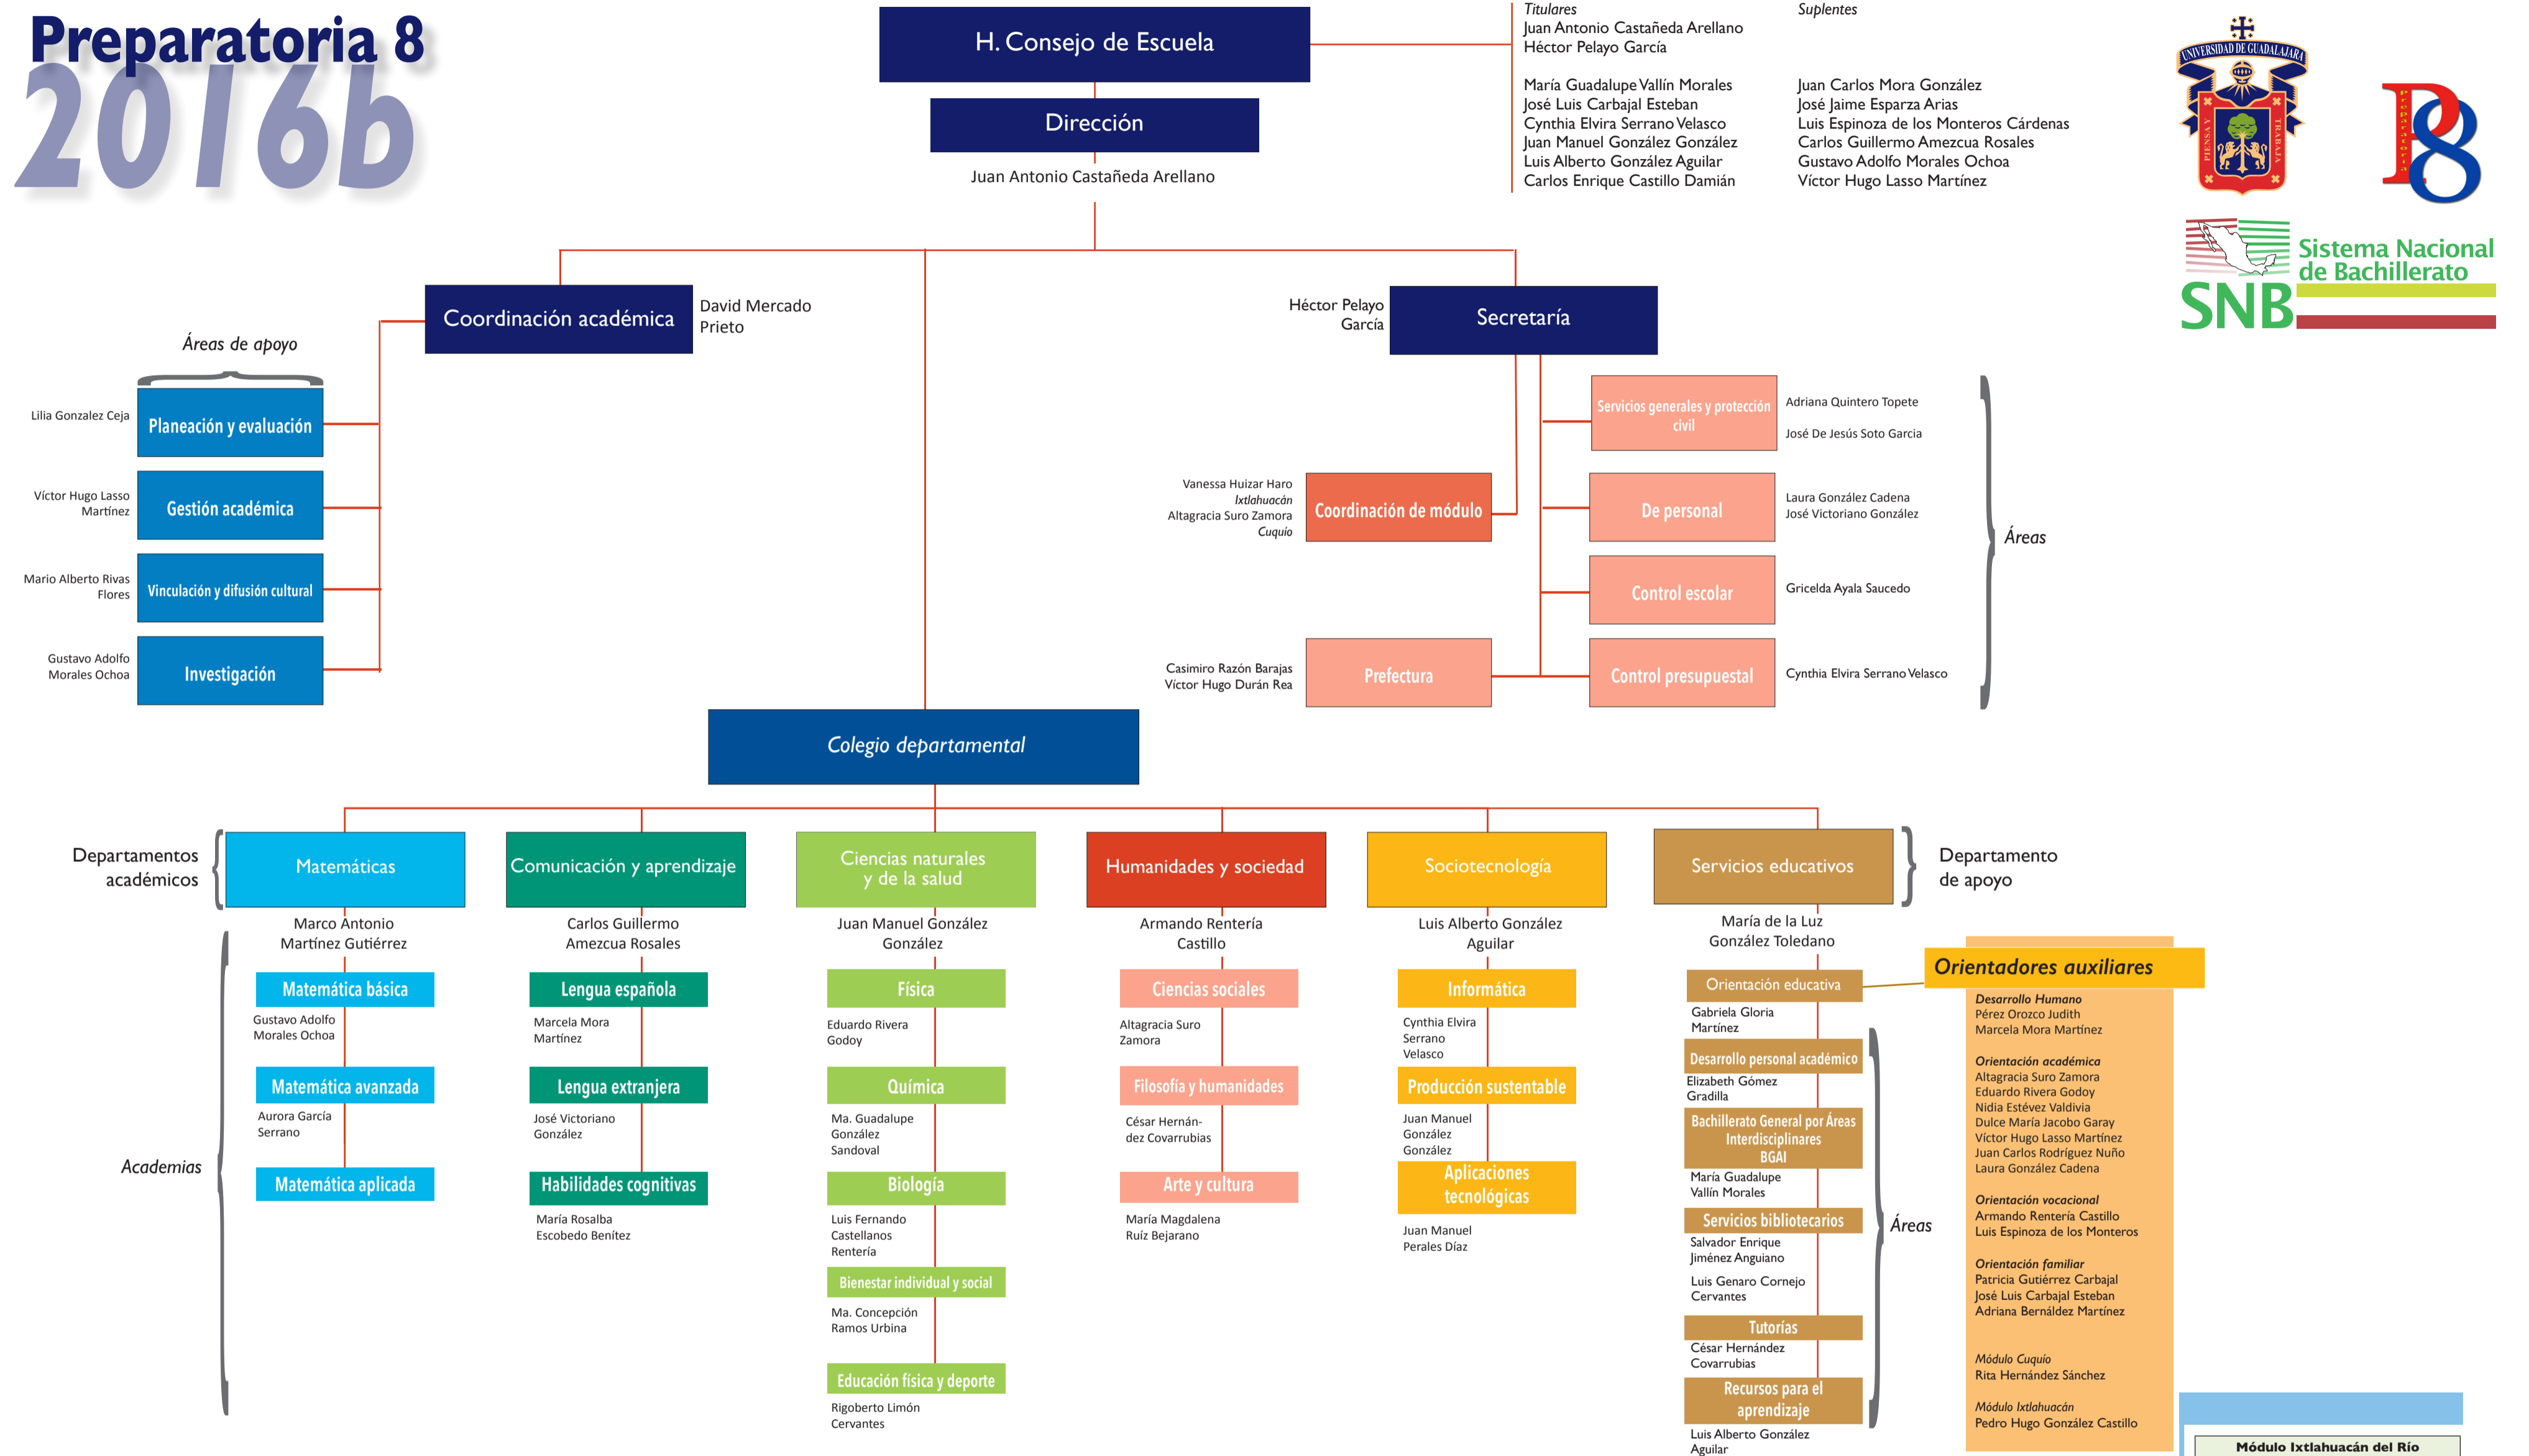 Preparatoria 8
2016b
H. Consejo de Escuela
Dirección
Juan Antonio Castañeda Arellano
Titulares
Juan Antonio Castañeda Arellano
Héctor Pelayo García
María Guadalupe Vallín Morales
José Luis Carbajal Esteban
Cynthia Elvira Serrano Velasco
Juan Manuel González González
Luis Alberto González Aguilar
Carlos Enrique Castillo Damián
Suplentes
Juan Carlos Mora González
José Jaime Esparza Arias
Luis Espinoza de los Monteros Cárdenas
Carlos Guillermo Amezcua Rosales
Gustavo Adolfo Morales Ochoa
Víctor Hugo Lasso Martínez
UNIVERSIDAD DE GUADALAJARA
PIENSA Y
TRABAJA
Preparatoria
P8
Sistema Nacional
de Bachillerato
SNB
Coordinación académica
David Mercado
Prieto
Héctor Pelayo
García
Secretaría
Áreas de apoyo
Lilia Gonzalez Ceja
Planeación y evaluación
Víctor Hugo Lasso
Martínez
Gestión académica
Mario Alberto Rivas
Flores
Vinculación y difusión cultural
Gustavo Adolfo
Morales Ochoa
Investigación
Servicios generales y protección
civil
Adriana Quintero Topete
José De Jesús Soto Garcia
Vanessa Huizar Haro
Ixtlahuacán
Altagracia Suro Zamora
Cuquío
Coordinación de módulo
De personal
Laura González Cadena
José Victoriano González
Áreas
Control escolar
Gricelda Ayala Saucedo
Casimiro Razón Barajas
Víctor Hugo Durán Rea
Prefectura
Control presupuestal
Cynthia Elvira Serrano Velasco
Colegio departamental
Departamentos
académicos
Matemáticas
Marco Antonio
Martínez Gutiérrez
Academias
Matemática básica
Gustavo Adolfo
Morales Ochoa
Matemática avanzada
Aurora García
Serrano
Matemática aplicada
Comunicación y aprendizaje
Carlos Guillermo
Amezcua Rosales
Lengua española
Marcela Mora
Martínez
Lengua extranjera
José Victoriano
González
Habilidades cognitivas
María Rosalba
Escobedo Benítez
Ciencias naturales
y de la salud
Juan Manuel González
González
Física
Eduardo Rivera
Godoy
Química
Ma. Guadalupe
González
Sandoval
Biología
Luis Fernando
Castellanos
Rentería
Bienestar individual y social
Ma. Concepción
Ramos Urbina
Educación física y deporte
Rigoberto Limón
Cervantes
Humanidades y sociedad
Armando Rentería
Castillo
Ciencias sociales
Altagracia Suro
Zamora
Filosofía y humanidades
César Hernán-
dez Covarrubias
Arte y cultura
María Magdalena
Ruíz Bejarano
Sociotecnología
Luis Alberto González
Aguilar
Informática
Cynthia Elvira
Serrano
Velasco
Producción sustentable
Juan Manuel
González
González
Aplicaciones
tecnológicas
Juan Manuel
Perales Díaz
Servicios educativos
Departamento
de apoyo
María de la Luz
González Toledano
Orientación educativa
Gabriela Gloria
Martínez
Desarrollo personal académico
Elizabeth Gómez
Gradilla
Bachillerato General por Áreas
Interdisciplinares
BGAI
María Guadalupe
Vallín Morales
Servicios bibliotecarios
Salvador Enrique
Jiménez Anguiano
Luis Genaro Cornejo
Cervantes
Tutorías
César Hernández
Covarrubias
Recursos para el
aprendizaje
Luis Alberto González
Aguilar
Áreas
Orientadores auxiliares
Desarrollo Humano
Pérez Orozco Judith
Marcela Mora Martínez
Orientación académica
Altagracia Suro Zamora
Eduardo Rivera Godoy
Nidia Estévez Valdivia
Dulce María Jacobo Garay
Víctor Hugo Lasso Martínez
Juan Carlos Rodríguez Nuño
Laura González Cadena
Orientación vocacional
Armando Rentería Castillo
Luis Espinoza de los Monteros
Orientación familiar
Patricia Gutiérrez Carbajal
José Luis Carbajal Esteban
Adriana Bernáldez Martínez
Módulo Cuquío
Rita Hernández Sánchez
Módulo Ixtlahuacán
Pedro Hugo González Castillo
Módulo Ixtlahuacán del Río